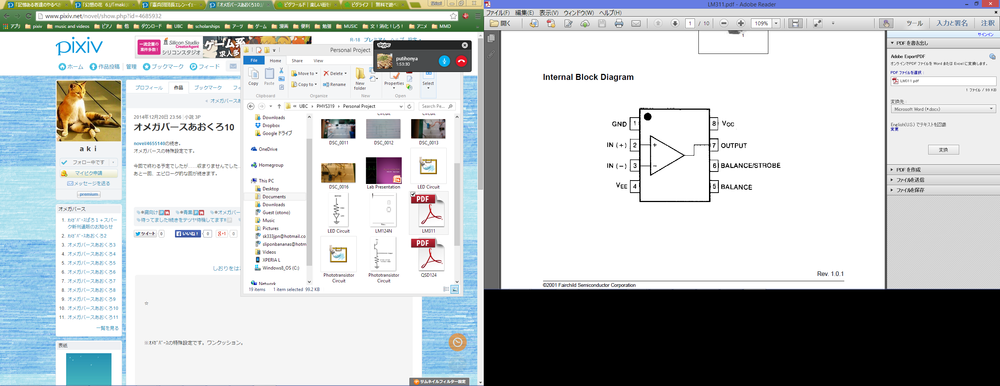 「記憶ある者達のやるべき
「幻想の花 6」/「maki」の
「憲兵団団長エレン・イェー
「オメガバースあおくろ10」/
ピグワールド｜楽しい街を
ピグライフ ｜ 無料で遊べ
Shiori
www.pixiv.net/novel/show.php?id=4685932
アプリ pixiv music and videos ピアノ 他 ダウンロード UBC scholarships アーツ ゲーム 漫画 便利 勉強 MUSIC 文！消化！しろ！ アニメ MMD »
pixiv
一流企業の
案件多数！
Silicon Studio
CreatorAgent
シリコンスタジオ
ゲーム系
求人多
R-18 プレミアム ヘルプ 設定
ホーム 作品投稿 管理 ブックマーク フィード
プロフィール 作品 ブックマーク フィ
オメガバースあ
2014年12月20日 23:56 小説 3P
オメガバースあおくろ10
novel/4655140の続き。
オメガバースの特殊設定です。
今回で終わる予定でしたが……収まりませんでした…
あと一回、エピローグ的な回が続きます。
a k i
フォロー中です
マイピク申請
メッセージを送る
premium
オメガバース
1. ｵﾒｶﾞﾊﾞｰｽぱろ１＋スパー
ク新刊通販のお知らせ
2. ｵﾒｶﾞﾊﾞｰｽあおくろ2
3. オメガバースあおくろ3
4. オメガバースあおくろ4
5. オメガバースあおくろ5
6. オメガバースあおくろ6
7. オメガバースあおくろ7
8. オメガバースあおくろ8
9. オメガバースあおくろ9
10. オメガバースあおくろ10
11. オメガバースあおくろ11
一覧を見る
表紙
*腐向け *青黒 *オメガバー
待ってました!続きをテツヤ待機してます!!
ツイート 0 いいね！ 0 g+1 0
しおりをは
☆
※ｵﾒｶﾞﾊﾞｰｽの特殊設定です。ワンクッション。
サムネイルフィルター設定
Personal Project
File Home Share View
Copy
Paste
Move to
Copy to
Delete
Rename
New
folder
Properties
Select
Clipboard Organize New Open
« UBC PHYS319 Personal Project
Search Pe...
Downloads
Dropbox
Google ドライブ
OneDrive
Homegroup
This PC
Desktop
Documents
Downloads
Guest (otono)
Music
Pictures
sk333jpn@hotmail.co
sliponbananas@hotm
Videos
XPERIA L
Windows8_OS (C:)
Network
Circuit Circuit
DSC_0011 DSC_0012 DSC_0013
DSC_0016 Lab Presentation LED Circuit
PDF
LED Circuit LM124N LM311
PDF
Phototransistor
Circuit
Phototransistor
Circuit
QSD124
19 items 1 item selected 99.2 KB
skype
putihonya
1:53:30
LM311.pdf - Adobe Reader
ファイル(F) 編集(E) 表示(V) ウィンドウ(W) ヘルプ(H)
開く 1 / 10 109% ツール 入力と署名 注釈
サインイン
1
Internal Block Diagram
GND 1 8 VCC
IN (+) 2 + 7 OUTPUT
IN (−) 3 − 6 BALANCE/STROBE
VEE 4 5 BALANCE
Rev. 1.0.1
©2001 Fairchild Semiconductor Corporation
PDF を書き出し
Adobe ExportPDF
オンラインで PDF ファイルを Word または Excel に変換します。
PDF ファイルを選択 :
LM311.pdf
1 ファイル / 99 KB
変換先 :
Microsoft Word (*.docx)
English(U.S.) でテキストを認識
変更
変換
PDF を作成
ファイルを送信
ファイルを保存